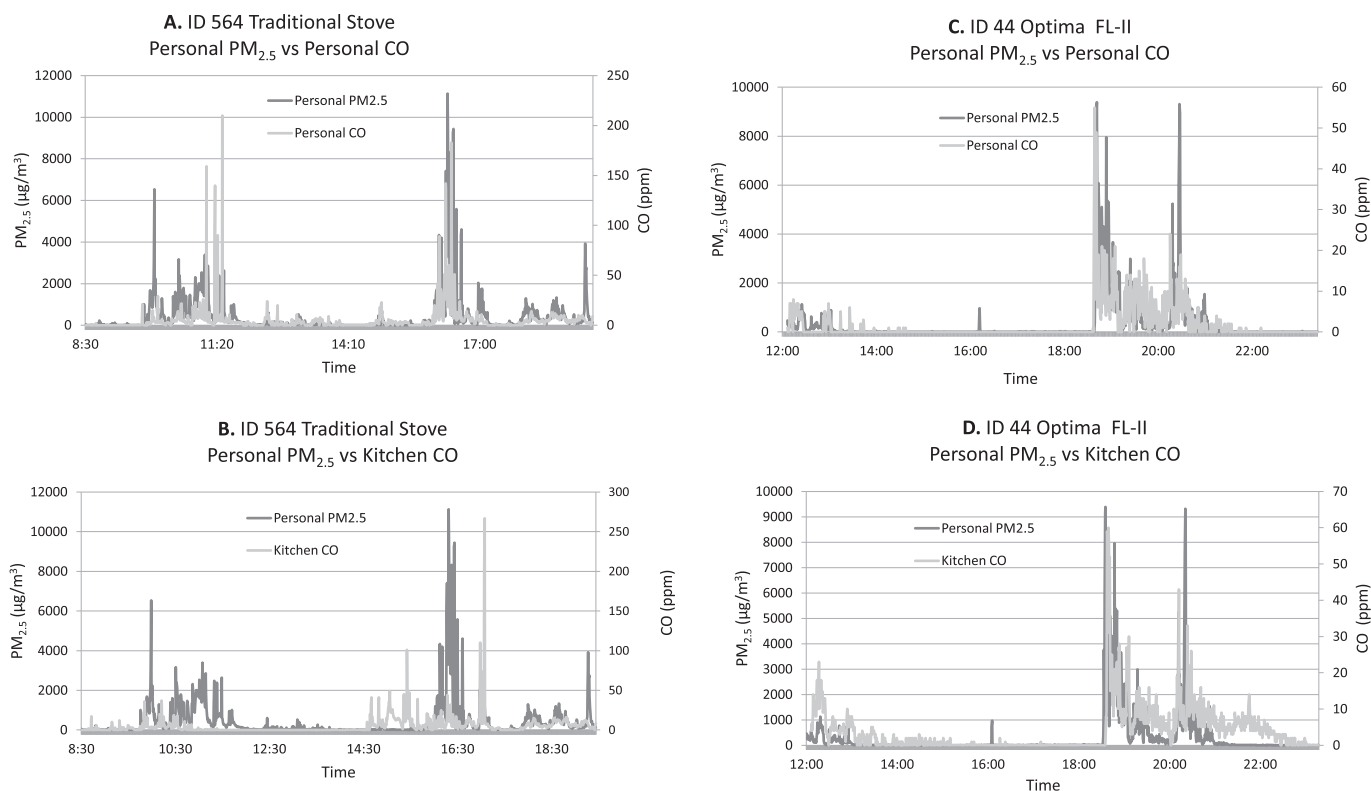 A. ID 564 Traditional Stove
Personal PM2.5 vs Personal CO
12000
10000
8000
6000
4000
2000
0
PM2.5 (µg/m3)
250
200
150
100
50
0
CO (ppm)
Personal PM2.5
Personal CO
8:30 11:20 14:10 17:00
Time
C. ID 44 Optima FL-II
Personal PM2.5 vs Personal CO
10000
8000
6000
4000
2000
0
PM2.5 (µg/m3)
60
50
40
30
20
10
0
CO (ppm)
Personal PM2.5
Personal CO
12:00 14:00 16:00 18:00 20:00 22:00
Time
B. ID 564 Traditional Stove
Personal PM2.5 vs Kitchen CO
12000
10000
8000
6000
4000
2000
0
PM2.5 (µg/m3)
300
250
200
150
100
50
0
CO (ppm)
Personal PM2.5
Kitchen CO
8:30 10:30 12:30 14:30 16:30 18:30
Time
D. ID 44 Optima FL-II
Personal PM2.5 vs Kitchen CO
10000
9000
8000
7000
6000
5000
4000
3000
2000
1000
0
PM2.5 (µg/m3)
70
60
50
40
30
20
10
0
CO (ppm)
Personal PM2.5
Kitchen CO
12:00 14:00 16:00 18:00 20:00 22:00
Time